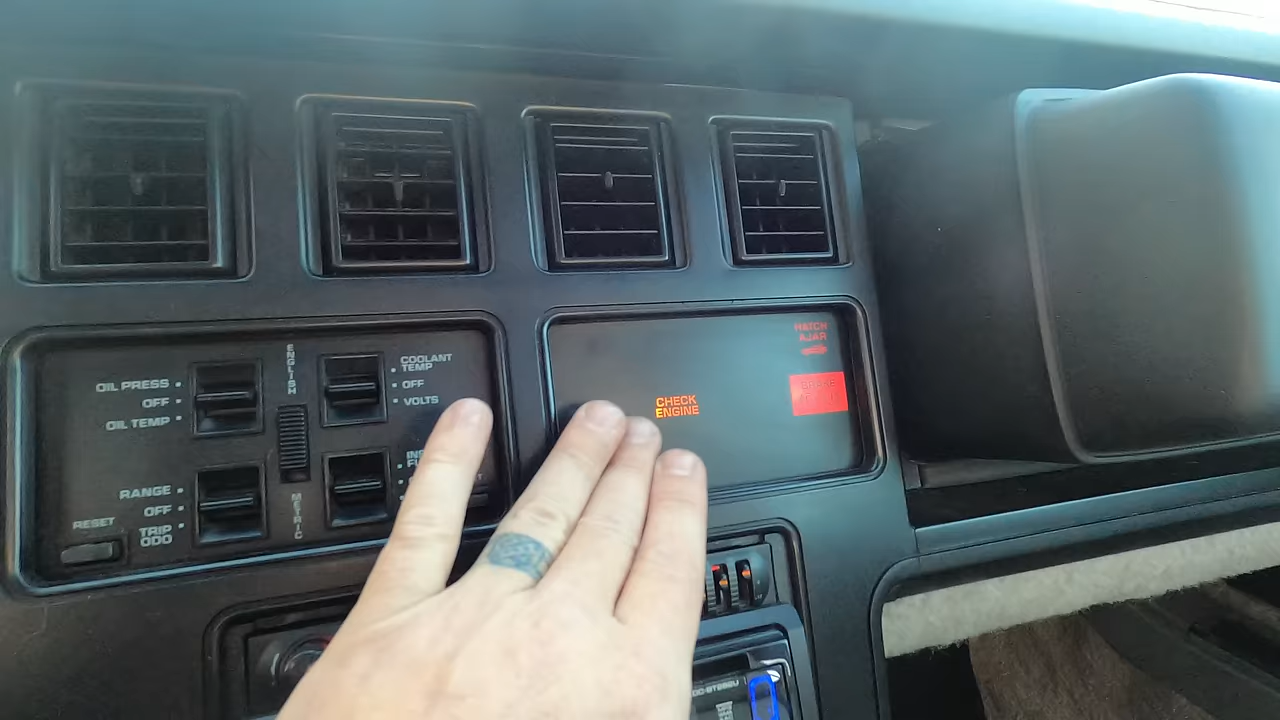 ENGLISH
OIL PRESS
OFF
OIL TEMP
COOLANT
TEMP
OFF
VOLTS
RANGE
OFF
TRIP
ODO
RESET
METRIC
HATCH
AJAR
CHECK
ENGINE